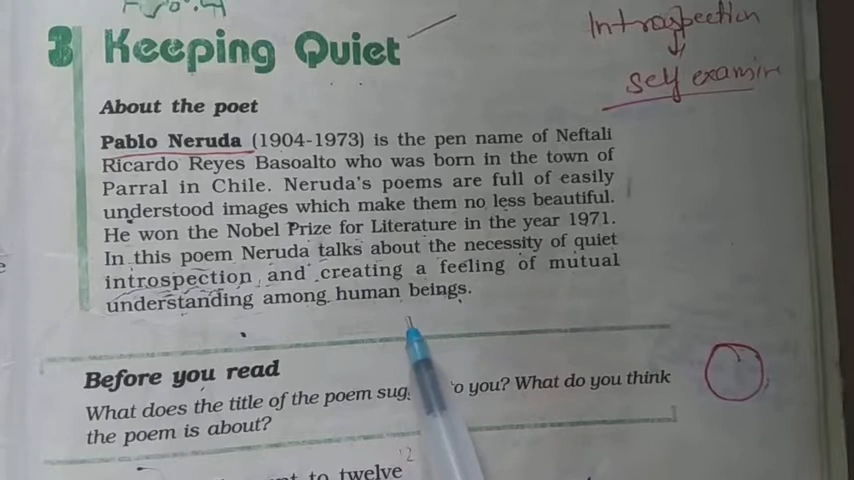 Introspection
self examin
3 Keeping Quiet
About the poet
Pablo Neruda (1904-1973) is the pen name of Neftali
Ricardo Reyes Basoalto who was born in the town of
Parral in Chile. Neruda's poems are full of easily
understood images which make them no less beautiful.
He won the Nobel Prize for Literature in the year 1971.
In this poem Neruda talks about the necessity of quiet
introspection and creating a feeling of mutual
understanding among human beings.
Before you read
What does the title of the poem sug o you? What do you think
the poem is about?
to twelve
12